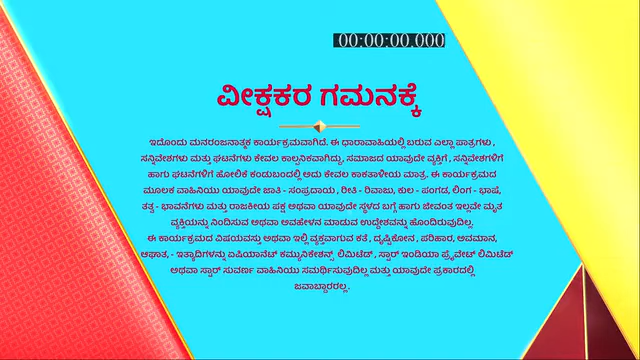 00:00:00.000
ವೀಕ್ಷಕರ ಗಮನಕ್ಕೆ
ಇದೊಂದು ಮನರಂಜನಾತ್ಮಕ ಕಾರ್ಯಕ್ರಮವಾಗಿದೆ. ಈ ಧಾರಾವಾಹಿಯಲ್ಲಿ ಬರುವ ಎಲ್ಲಾ ಪಾತ್ರಗಳು ,
ಸನ್ನಿವೇಶಗಳು ಮತ್ತು ಘಟನೆಗಳು ಕೇವಲ ಕಾಲ್ಪನಿಕವಾಗಿದ್ದು, ಸಮಾಜದ ಯಾವುದೇ ವ್ಯಕ್ತಿಗೆ , ಸನ್ನಿವೇಶಗಳಿಗೆ
ಹಾಗು ಘಟನೆಗಳಿಗೆ ಹೋಲಿಕೆ ಕಂಡುಬಂದಲ್ಲಿ ಅದು ಕೇವಲ ಕಾಕತಾಳೀಯ ಮಾತ್ರ. ಈ ಕಾರ್ಯಕ್ರಮದ
ಮೂಲಕ ವಾಹಿನಿಯು ಯಾವುದೇ ಜಾತಿ - ಸಂಪ್ರದಾಯ , ರೀತಿ - ರಿವಾಜು, ಕುಲ - ಪಂಗಡ, ಲಿಂಗ - ಭಾಷೆ,
ತತ್ವ - ಭಾವನೆಗಳು ಮತ್ತು ರಾಜಕೀಯ ಪಕ್ಷ ಅಥವಾ ಯಾವುದೇ ಸ್ಥಳದ ಬಗ್ಗೆ ಹಾಗು ಜೀವಂತ ಇಲ್ಲವೇ ಮೃತ
ವ್ಯಕ್ತಿಯನ್ನು ನಿಂದಿಸುವ ಅಥವಾ ಅವಹೇಳನ ಮಾಡುವ ಉದ್ದೇಶವನ್ನು ಹೊಂದಿರುವುದಿಲ್ಲ.
ಈ ಕಾರ್ಯಕ್ರಮದ ವಿಷಯವಸ್ತು ಅಥವಾ ಇಲ್ಲಿ ವ್ಯಕ್ತವಾಗುವ ಕತೆ , ದೃಷ್ಟಿಕೋನ , ಪರಿಹಾರ, ಅವಮಾನ,
ಆಘಾತ, - ಇತ್ಯಾದಿಗಳನ್ನು ಏಷಿಯಾನೆಟ್ ಕಮ್ಯುನಿಕೇಶನ್ಸ್ ಲಿಮಿಟೆಡ್ , ಸ್ಟಾರ್ ಇಂಡಿಯಾ ಪ್ರೈವೇಟ್ ಲಿಮಿಟೆಡ್
ಅಥವಾ ಸ್ಟಾರ್ ಸುವರ್ಣ ವಾಹಿನಿಯು ಸಮರ್ಥಿಸುವುದಿಲ್ಲ ಮತ್ತು ಯಾವುದೇ ಪ್ರಕಾರದಲ್ಲಿ
ಜವಾಬ್ದಾರರಲ್ಲ.